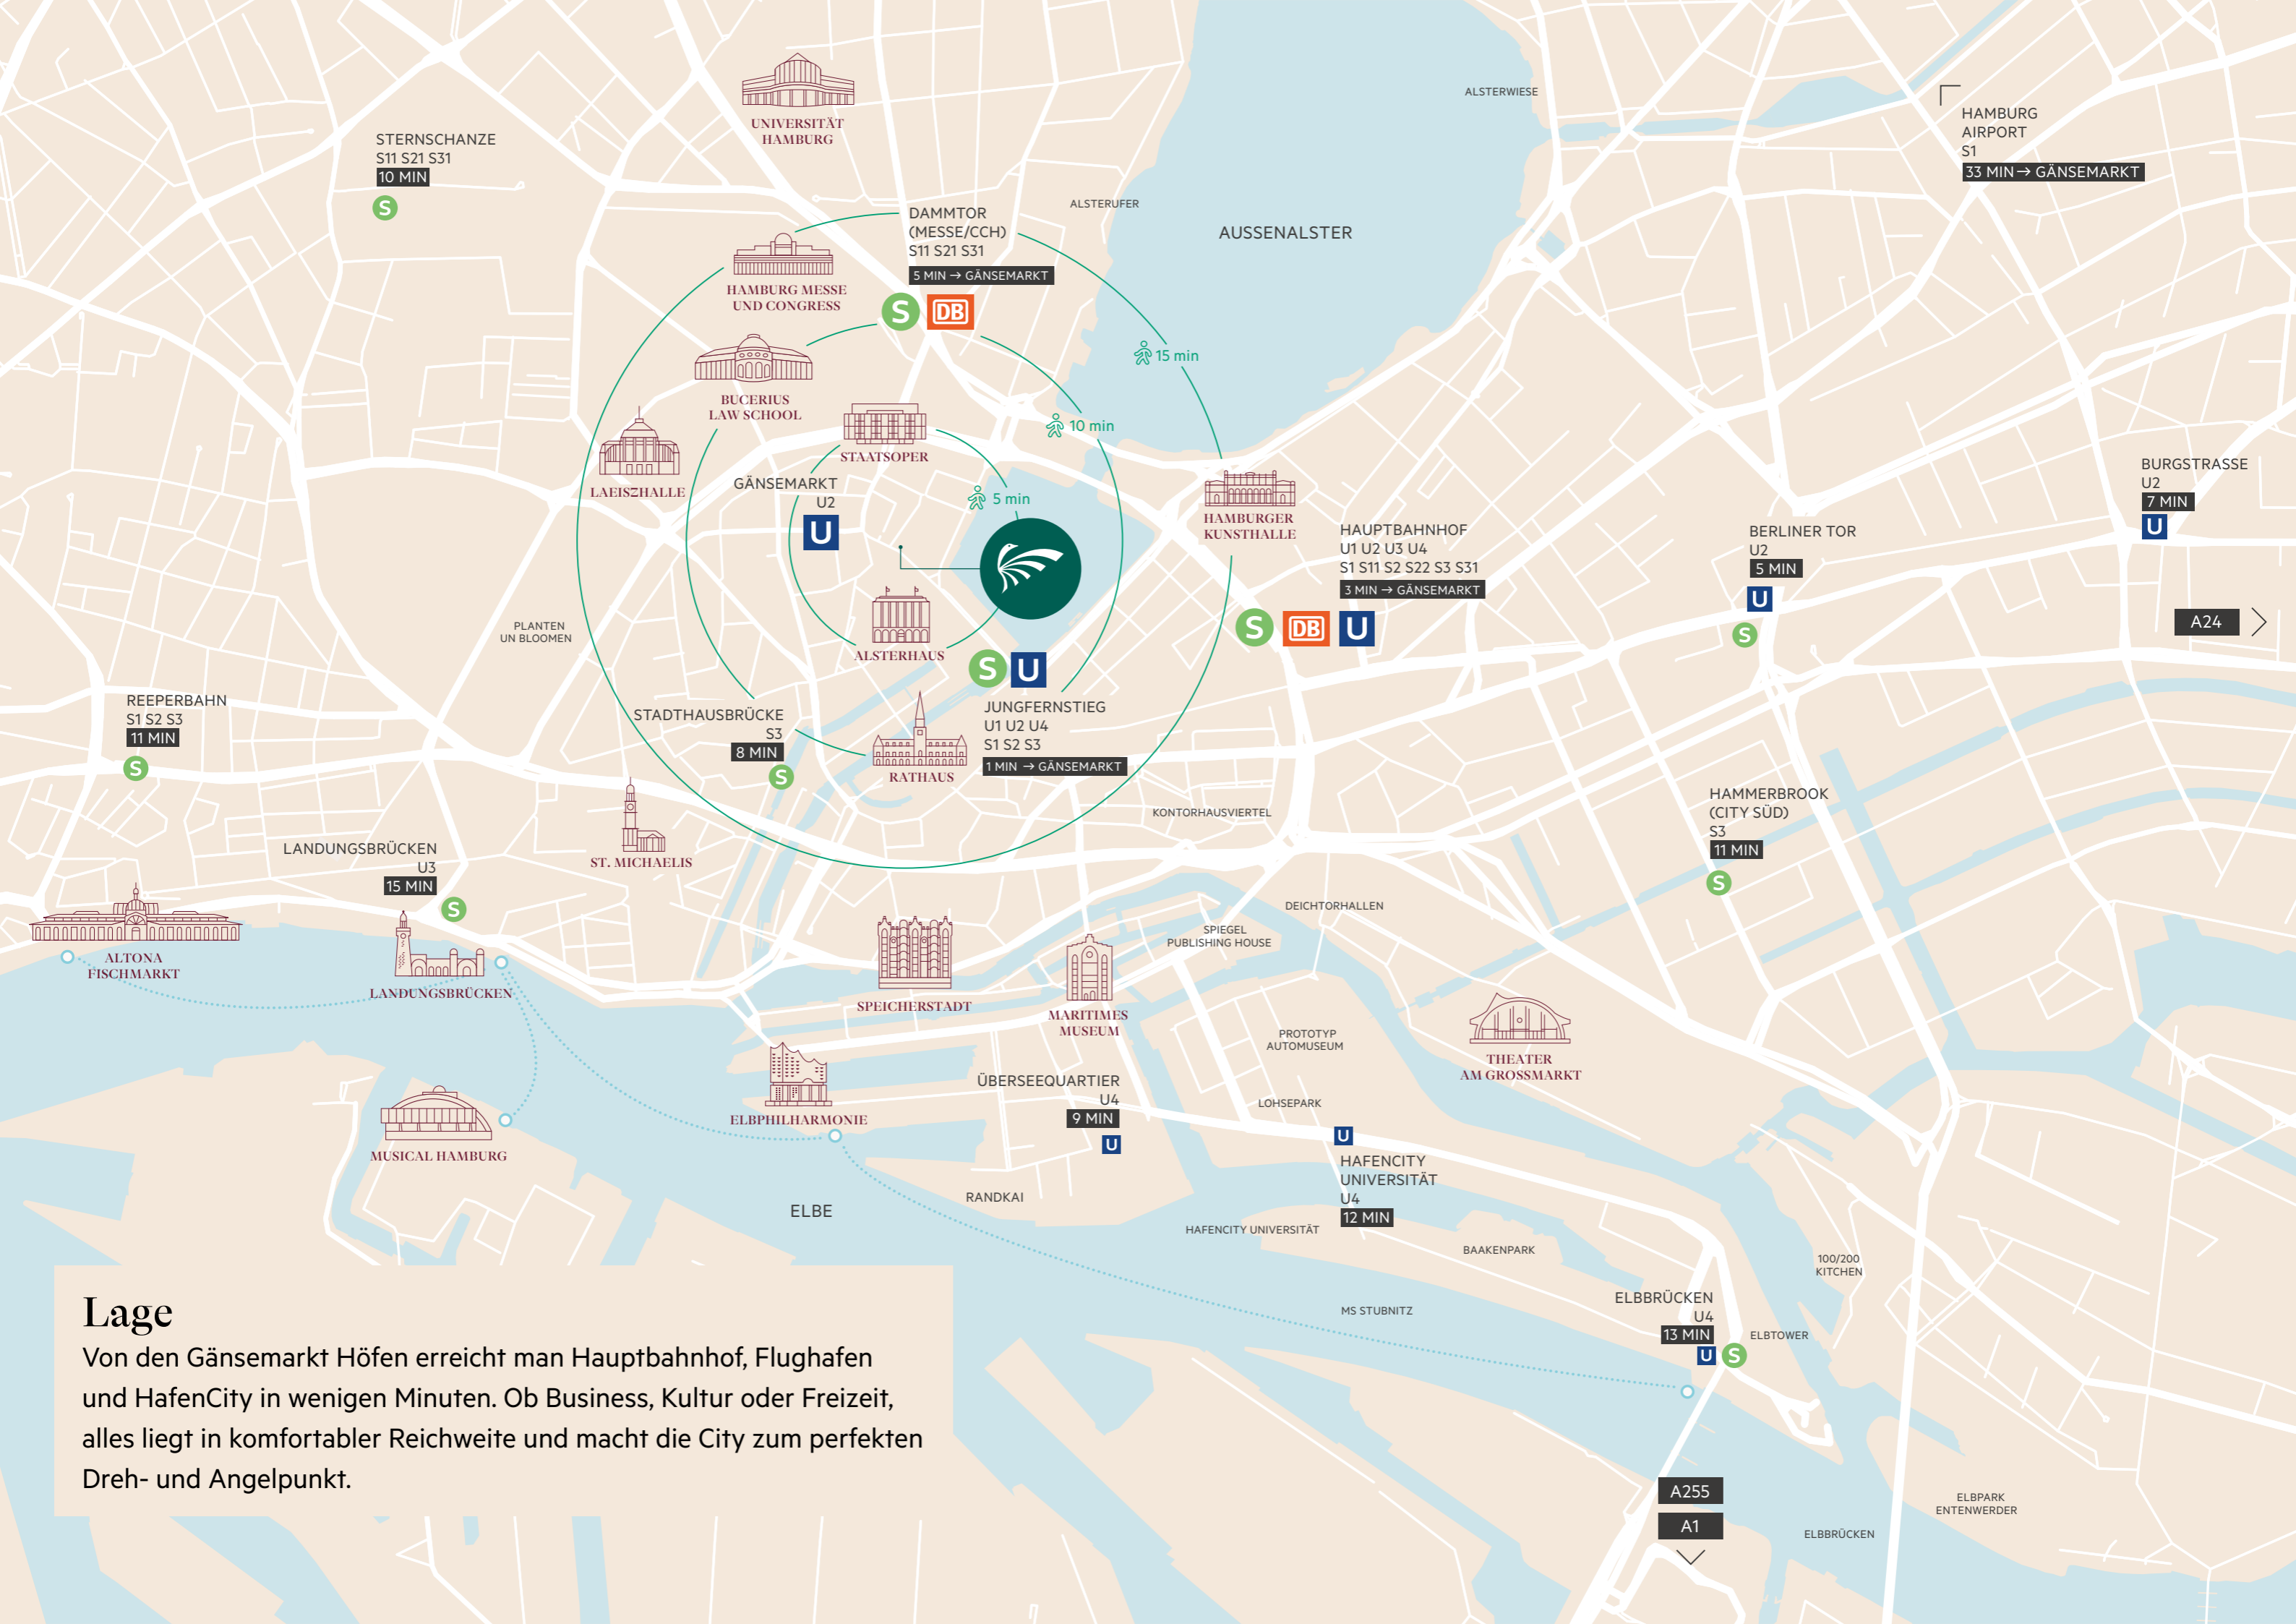 UNIVERSITÄT
HAMBURG
ALSTERWIESE
HAMBURG
AIRPORT
S1
33 MIN → GÄNSEMARKT
STERNSCHANZE
S11 S21 S31
10 MIN
S
DAMMTOR
(MESSE/CCH)
S11 S21 S31
5 MIN → GÄNSEMARKT
S DB
ALSTERUFER
AUSSENALSTER
HAMBURG MESSE
UND CONGRESS
15 min
BUCERIUS
LAW SCHOOL
10 min
STAATSOPER
LAEISZHALLE
GÄNSEMARKT
U2
U
5 min
HAMBURGER
KUNSTHALLE
HAUPTBAHNHOF
U1 U2 U3 U4
S1 S11 S2 S22 S3 S31
3 MIN → GÄNSEMARKT
S DB U
BERLINER TOR
U2
5 MIN
U
S
BURGSTRASSE
U2
7 MIN
U
A24
PLANTEN
UN BLOOMEN
ALSTERHAUS
S U
JUNGFERNSTIEG
U1 U2 U4
S1 S2 S3
1 MIN → GÄNSEMARKT
REEPERBAHN
S1 S2 S3
11 MIN
S
STADTHAUSBRÜCKE
S3
8 MIN
S
RATHAUS
ST. MICHAELIS
KONTORHAUSVIERTEL
HAMMERBROOK
(CITY SÜD)
S3
11 MIN
S
LANDUNGSBRÜCKEN
U3
15 MIN
S
ALTONA
FISCHMARKT
LANDUNGSBRÜCKEN
DEICHTORHALLEN
SPIEGEL
PUBLISHING HOUSE
SPEICHERSTADT
MARITIMES
MUSEUM
PROTOTYP
AUTOMUSEUM
THEATER
AM GROSSMARKT
ELBPHILHARMONIE
MUSICAL HAMBURG
ÜBERSEEQUARTIER
U4
9 MIN
U
LOHSEPARK
U
HAFENCITY
UNIVERSITÄT
U4
12 MIN
ELBE
RANDKAI
HAFENCITY UNIVERSITÄT
BAAKENPARK
100/200
KITCHEN
MS STUBNITZ
ELBBRÜCKEN
U4
13 MIN
U S
ELBTOWER
Lage
Von den Gänsemarkt Höfen erreicht man Hauptbahnhof, Flughafen
und HafenCity in wenigen Minuten. Ob Business, Kultur oder Freizeit,
alles liegt in komfortabler Reichweite und macht die City zum perfekten
Dreh- und Angelpunkt.
A255
A1
ELBPARK
ENTENWERDER
ELBBRÜCKEN